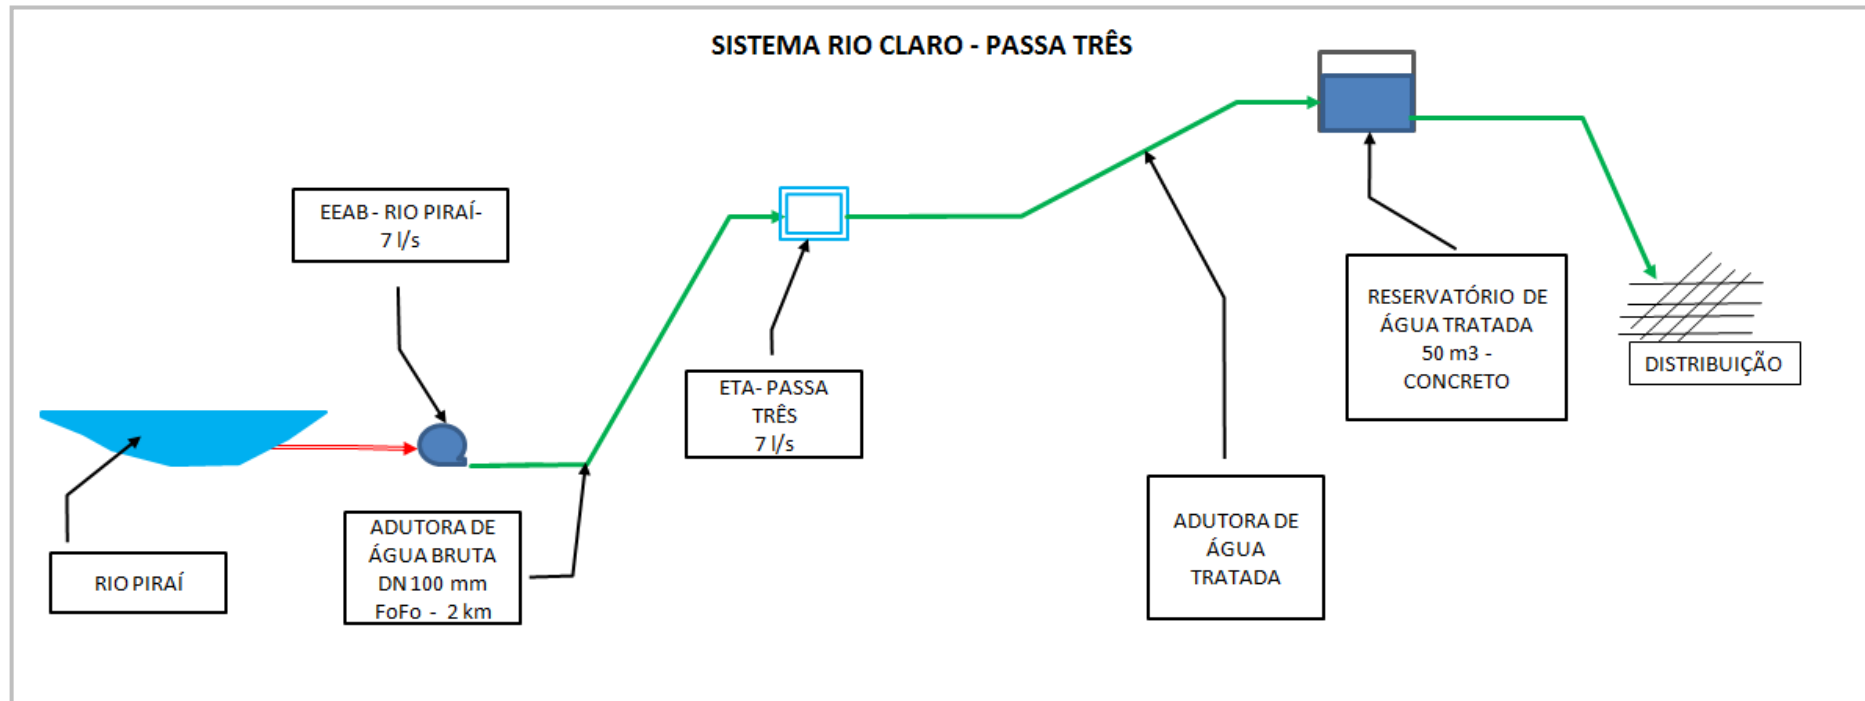 SISTEMA RIO CLARO - PASSA TRÊS
EEAB - RIO PIRAÍ-
7 l/s
RESERVATÓRIO DE
ÁGUA TRATADA
50 m3 -
CONCRETO
DISTRIBUIÇÃO
ETA- PASSA
TRÊS
7 l/s
ADUTORA DE
ÁGUA
TRATADA
ADUTORA DE
ÁGUA BRUTA
DN 100 mm
FoFo - 2 km
RIO PIRAÍ